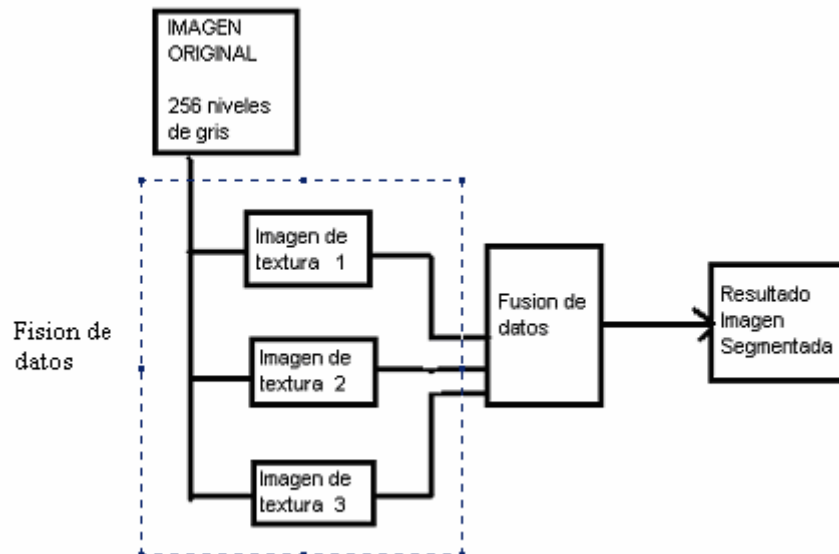 IMAGEN
ORIGINAL
256 niveles
de gris
Imagen de
textura 1
Fusion de
datos
Resultado
Imagen
Segmentada
Fision de
datos
Imagen de
textura 2
Imagen de
textura 3